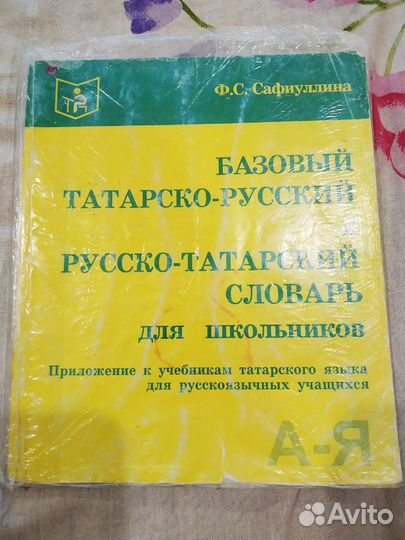 Ф.С. Сафиуллина
БАЗОВЫЙ
ТАТАРСКО-РУССКИЙ
и
РУССКО-ТАТАРСКИЙ
СЛОВАРЬ
ДЛЯ ШКОЛЬНИКОВ
Приложение к учебникам татарского языка
для русскоязычных учащихся
Я-А
Avito